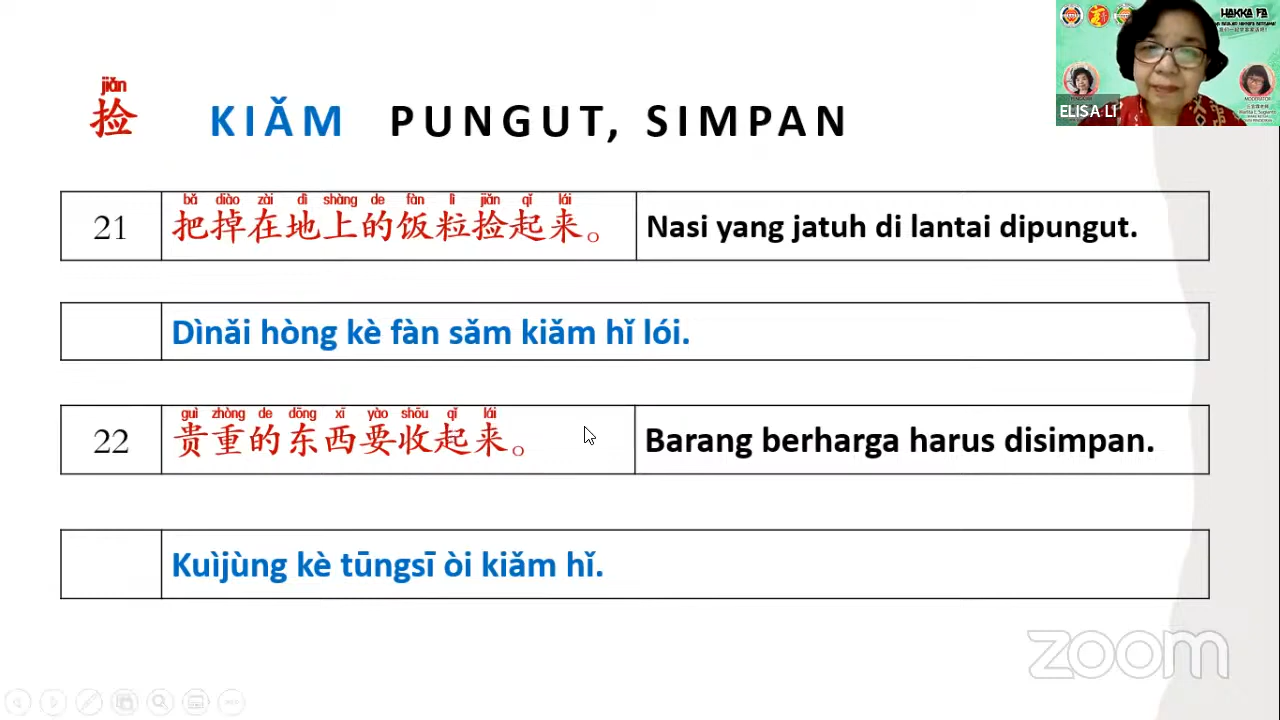 jiǎn
捡 KIǍM PUNGUT, SIMPAN
HAKKA FA
ELISA LI
MODERATOR
bǎ diào zài dì shàng de fàn lì jiǎn qǐ lái
21 把掉在地上的饭粒捡起来。 Nasi yang jatuh di lantai dipungut.
Dìnǎi hòng kè fàn sǎm kiǎm hǐ lói.
guì zhòng de dōng xī yào shōu qǐ lái
22 贵重的东西要收起来。 Barang berharga harus disimpan.
Kuìjùng kè tūngsī òi kiǎm hǐ.
zoom